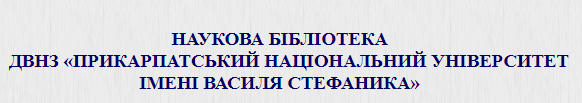 НАУКОВА БІБЛІОТЕКА
ДВНЗ «ПРИКАРПАТСЬКИЙ НАЦІОНАЛЬНИЙ УНІВЕРСИТЕТ
ІМЕНІ ВАСИЛЯ СТЕФАНИКА»